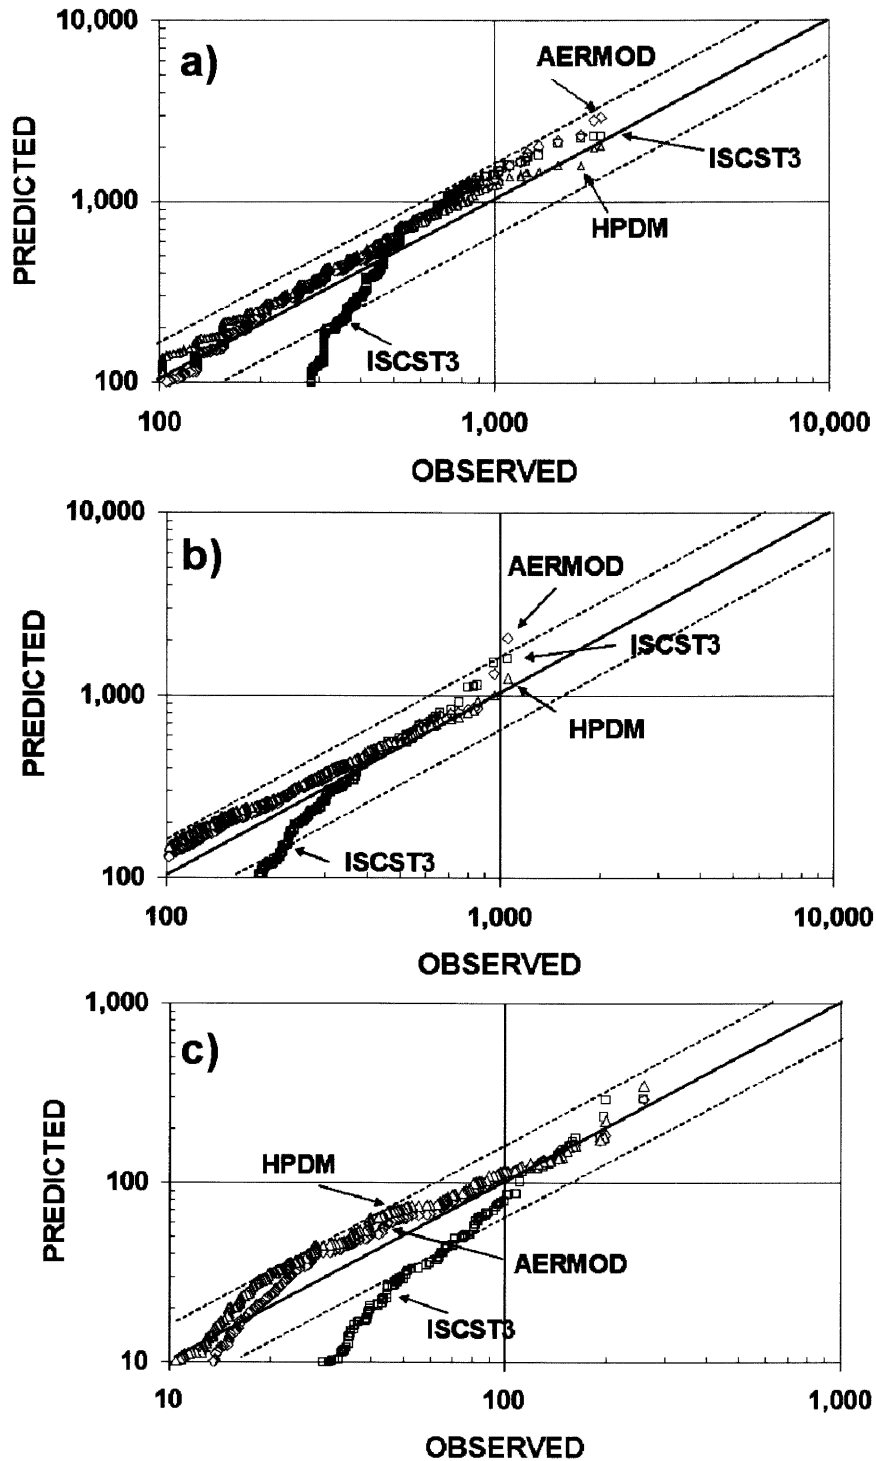 10,000
a)
AERMOD
ISCST3
1,000
HPDM
PREDICTED
ISCST3
100
100 1,000 10,000
OBSERVED
10,000
b)
AERMOD
ISCST3
1,000
HPDM
PREDICTED
ISCST3
100
100 1,000 10,000
OBSERVED
1,000
c)
HPDM
100
PREDICTED
AERMOD
ISCST3
10
10 100 1,000
OBSERVED